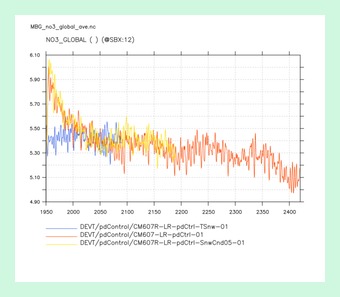 MBG_no3_global_ave.nc
NO3_GLOBAL ( ) (@SBX:12)
6.10
5.90
5.70
5.50
5.30
5.10
4.90
1950 2000 2050 2100 2150 2200 2250 2300 2350 2400
DEVT/pdControl/CM607R-LR-pdCtrl-TSnw-01
DEVT/pdControl/CM607-LR-pdCtrl-01
DEVT/pdControl/CM607R-LR-pdCtrl-SnwCnd05-01